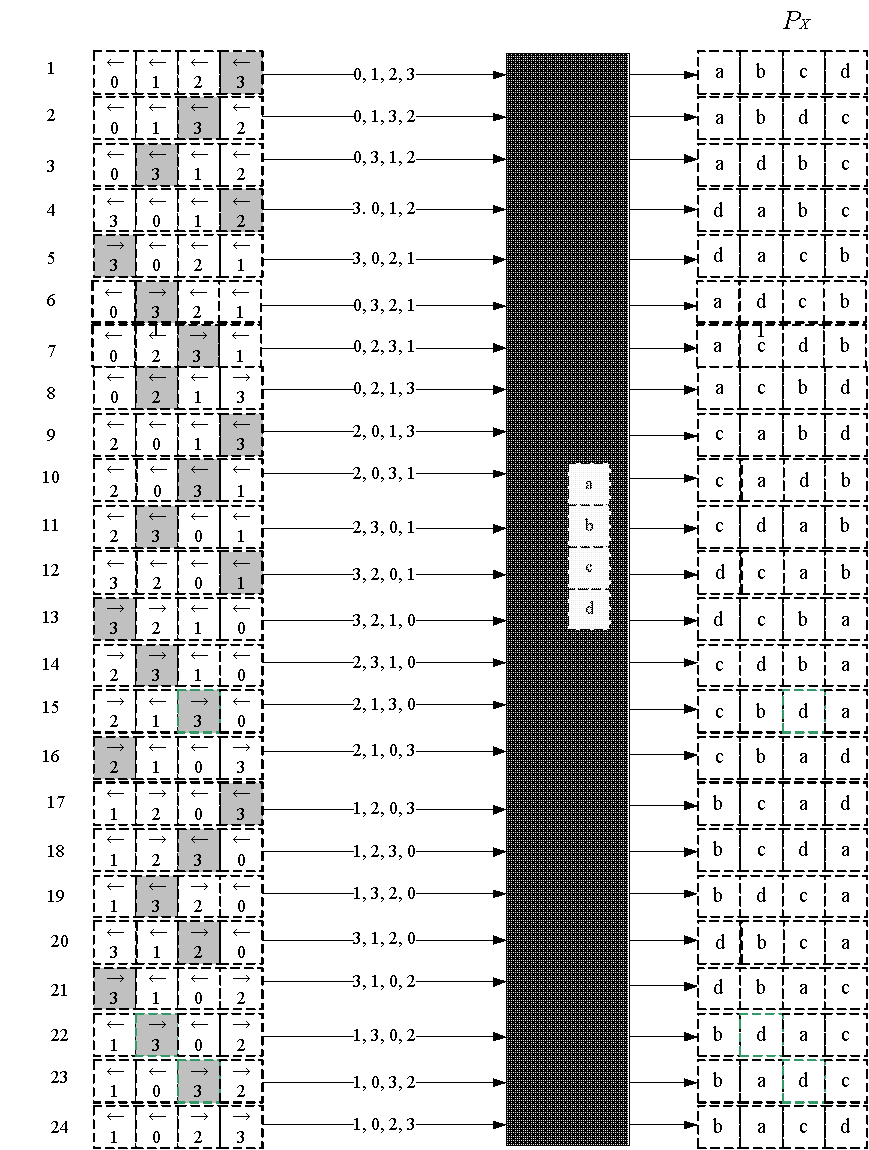 PX
← ← ← ←
1 0 1 2 3 0, 1, 2, 3 a b c d
← ← ← ←
2 0 1 3 2 0, 1, 3, 2 a b d c
← ← ← ←
3 0 3 1 2 0, 3, 1, 2 a d b c
← ← ← ←
4 3 0 1 2 3. 0, 1, 2 d a b c
→ ← ← ←
5 3 0 2 1 3, 0, 2, 1 d a c b
← → ← ←
6 0 3 2 1 0, 3, 2, 1 a d c b
1 1
← ← → ←
7 0 2 3 1 0, 2, 3, 1 a c d b
← ← ← →
8 0 2 1 3 0, 2, 1, 3 a c b d
← ← ← ←
9 2 0 1 3 2, 0, 1, 3 c a b d
← ← ← ←
10 2 0 3 1 2, 0, 3, 1 c a d b
a
← ← ← ←
11 2 3 0 1 2, 3, 0, 1 c d a b
b
← ← ← ←
12 3 2 0 1 3, 2, 0, 1 d c a b
c
→ → ← ←
13 3 2 1 0 3, 2, 1, 0 d c b a
d
→ → ← ←
14 2 3 1 0 2, 3, 1, 0 c d b a
→ ← → ←
15 2 1 3 0 2, 1, 3, 0 c b d a
→ ← ← →
16 2 1 0 3 2, 1, 0, 3 c b a d
← → ← ←
17 1 2 0 3 1, 2, 0, 3 b c a d
← → ← ←
18 1 2 3 0 1, 2, 3, 0 b c d a
← ← → ←
19 1 3 2 0 1, 3, 2, 0 b d c a
← ← → ←
20 3 1 2 0 3, 1, 2, 0 d b c a
→ ← ← →
21 3 1 0 2 3, 1, 0, 2 d b a c
← → ← →
22 1 3 0 2 1, 3, 0, 2 b d a c
← ← → →
23 1 0 3 2 1, 0, 3, 2 b a d c
← ← → →
24 1 0 2 3 1, 0, 2, 3 b a c d